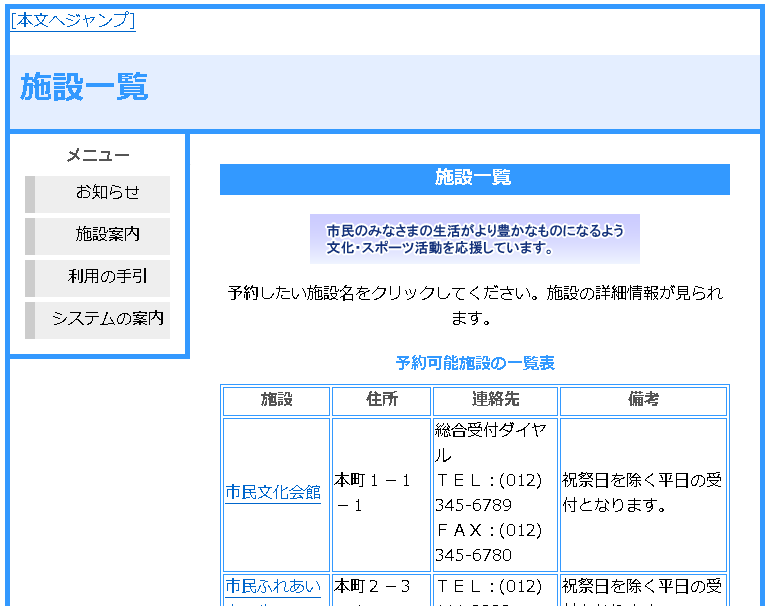 [本文へジャンプ]
施設一覧
メニュー
お知らせ
施設案内
利用の手引
システムの案内
施設一覧
市民のみなさまの生活がより豊かなものになるよう
文化・スポーツ活動を応援しています。
予約したい施設名をクリックしてください。施設の詳細情報が見られ
ます。
予約可能施設の一覧表
施設 住所 連絡先 備考
市民文化会館
本町１－１
－１
総合受付ダイヤ
ル
ＴＥＬ：(012)
345-6789
ＦＡＸ：(012)
345-6780
祝祭日を除く平日の受
付となります。
市民ふれあい
本町２－３
ＴＥＬ：(012)
祝祭日を除く平日の受